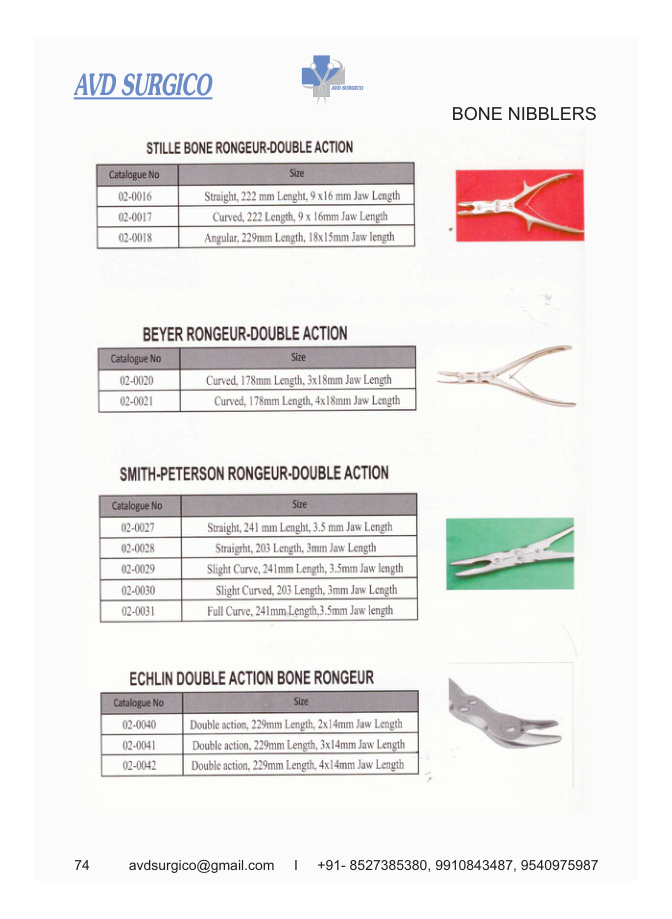 AVD SURGICO
AVD SURGICO
BONE NIBBLERS
STILLE BONE RONGEUR-DOUBLE ACTION
Catalogue No Size
02-0016 Straight, 222 mm Lenght, 9 x16 mm Jaw Length
02-0017 Curved, 222 Length, 9 x 16mm Jaw Length
02-0018 Angular, 229mm Length, 18x15mm Jaw length
BEYER RONGEUR-DOUBLE ACTION
Catalogue No Size
02-0020 Curved, 178mm Length, 3x18mm Jaw Length
02-0021 Curved, 178mm Length, 4x18mm Jaw Length
SMITH-PETERSON RONGEUR-DOUBLE ACTION
Catalogue No Size
02-0027 Straight, 241 mm Lenght, 3.5 mm Jaw Length
02-0028 Straigrht, 203 Length, 3mm Jaw Length
02-0029 Slight Curve, 241mm Length, 3.5mm Jaw length
02-0030 Slight Curved, 203 Length, 3mm Jaw Length
02-0031 Full Curve, 241mm Length,3.5mm Jaw length
ECHLIN DOUBLE ACTION BONE RONGEUR
Catalogue No Size
02-0040 Double action, 229mm Length, 2x14mm Jaw Length
02-0041 Double action, 229mm Length, 3x14mm Jaw Length
02-0042 Double action, 229mm Length, 4x14mm Jaw Length
74 avdsurgico@gmail.com I +91- 8527385380, 9910843487, 9540975987